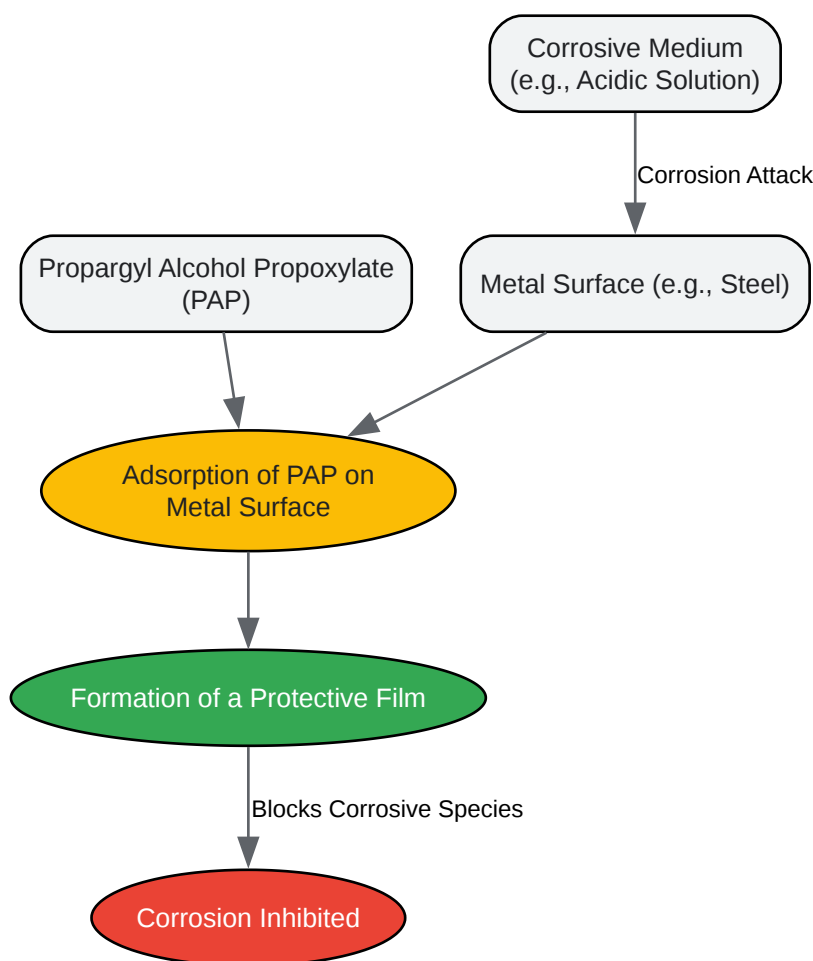 Corrosive Medium
(e.g., Acidic Solution)
Corrosion Attack
Propargyl Alcohol Propoxylate
(PAP)
Metal Surface (e.g., Steel)
Adsorption of PAP on
Metal Surface
Formation of a Protective Film
Blocks Corrosive Species
Corrosion Inhibited